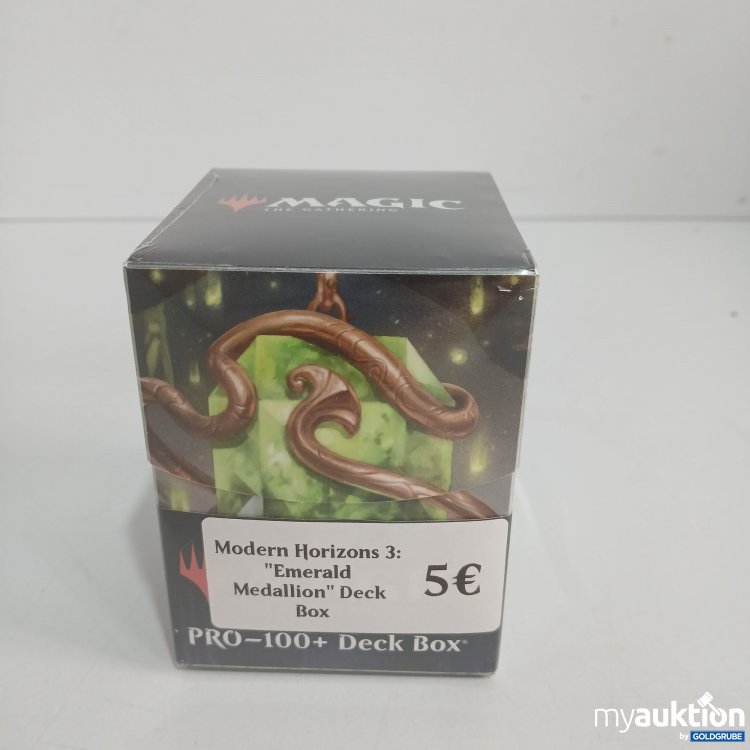 MAGIC
THE GATHERING
Modern Horizons 3:
"Emerald
Medallion" Deck
Box
5€
PRO–100+ Deck Box®
myauktion
by GOLDGRUBE